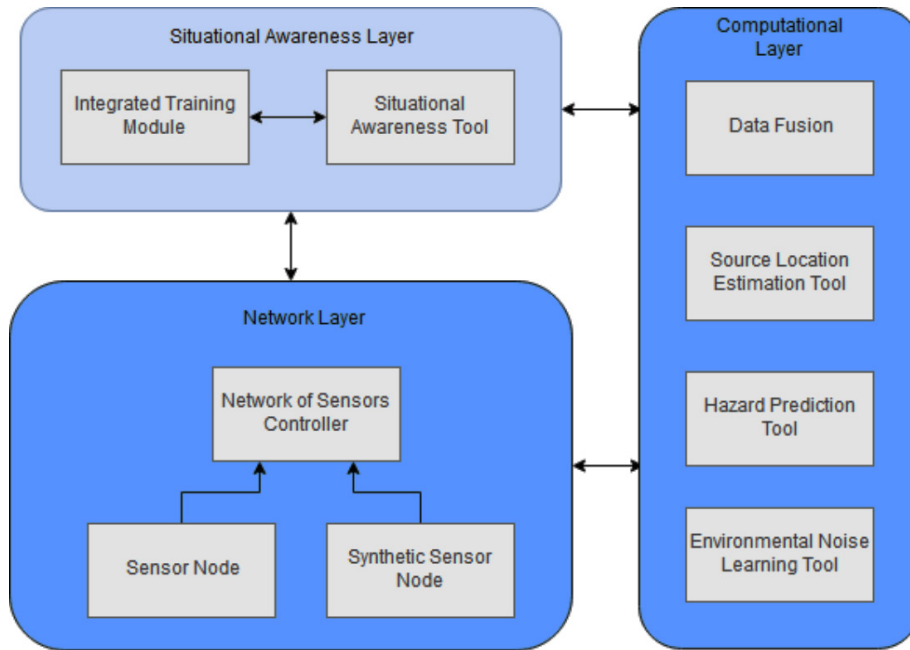 Situational Awareness Layer
Integrated Training
Module
Situational
Awareness Tool
Computational
Layer
Data Fusion
Source Location
Estimation Tool
Hazard Prediction
Tool
Environmental Noise
Learning Tool
Network Layer
Network of Sensors
Controller
Sensor Node
Synthetic Sensor
Node